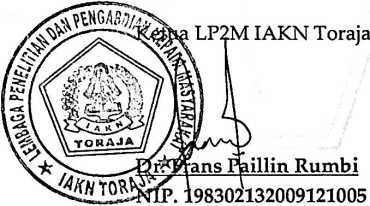 Ketua LP2M IAKN Toraja
LEMBAGA PENELITIAN DAN PENGABDIAN KEPADA MASYARAKAT
IAKN
TORAJA
IAKN TORAJA
Dr. Frans Paillin Rumbi
NIP. 198302132009121005